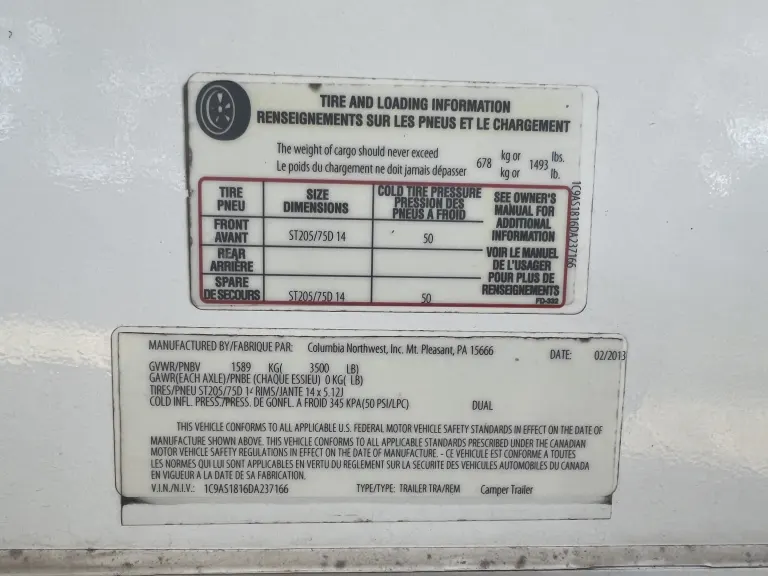 TIRE AND LOADING INFORMATION
RENSEIGNEMENTS SUR LES PNEUS ET LE CHARGEMENT
The weight of cargo should never exceed 678 kg or 1493 lbs.
Le poids du chargement ne doit jamais dépasser kg or lb.
TIRE PNEU
SIZE DIMENSIONS
COLD TIRE PRESSURE PRESSION DES PNEUS A FROID
SEE OWNER'S MANUAL FOR ADDITIONAL INFORMATION
FRONT AVANT ST205/75D 14 50
REAR ARRIÈRE
VOIR LE MANUEL DE L'USAGER POUR PLUS DE RENSEIGNEMENTS
SPARE DE SECOURS ST205/75D 14 50
FD-332
1C9AS1816DA237166
MANUFACTURED BY/FABRIQUE PAR: Columbia Northwest, Inc. Mt. Pleasant, PA 15666 DATE: 02/2013
GVWR/PNBV 1589 KG( 3500 LB)
GAWR(EACH AXLE)/PNBE (CHAQUE ESSIEU) 0 KG( LB)
TIRES/PNEU ST205/75D 14 RIMS/JANTE 14 x 5.12J
COLD INFL. PRESS./PRESS. DE GONFL. A FROID 345 KPA(50 PSI/LPC) DUAL
THIS VEHICLE CONFORMS TO ALL APPLICABLE U.S. FEDERAL MOTOR VEHICLE SAFETY STANDARDS IN EFFECT ON THE DATE OF
MANUFACTURE SHOWN ABOVE. THIS VEHICLE CONFORMS TO ALL APPLICABLE STANDARDS PRESCRIBED UNDER THE CANADIAN
MOTOR VEHICLE SAFETY REGULATIONS IN EFFECT ON THE DATE OF MANUFACTURE. - CE VEHICULE EST CONFORME A TOUTES
LES NORMES QUI LUI SONT APPLICABLES EN VERTU DU REGLEMENT SUR LA SECURITE DES VEHICULES AUTOMOBILES DU CANADA
EN VIGUEUR A LA DATE DE SA FABRICATION.
V.I.N./N.I.V.: 1C9AS1816DA237166 TYPE/TYPE: TRAILER TRA/REM Camper Trailer